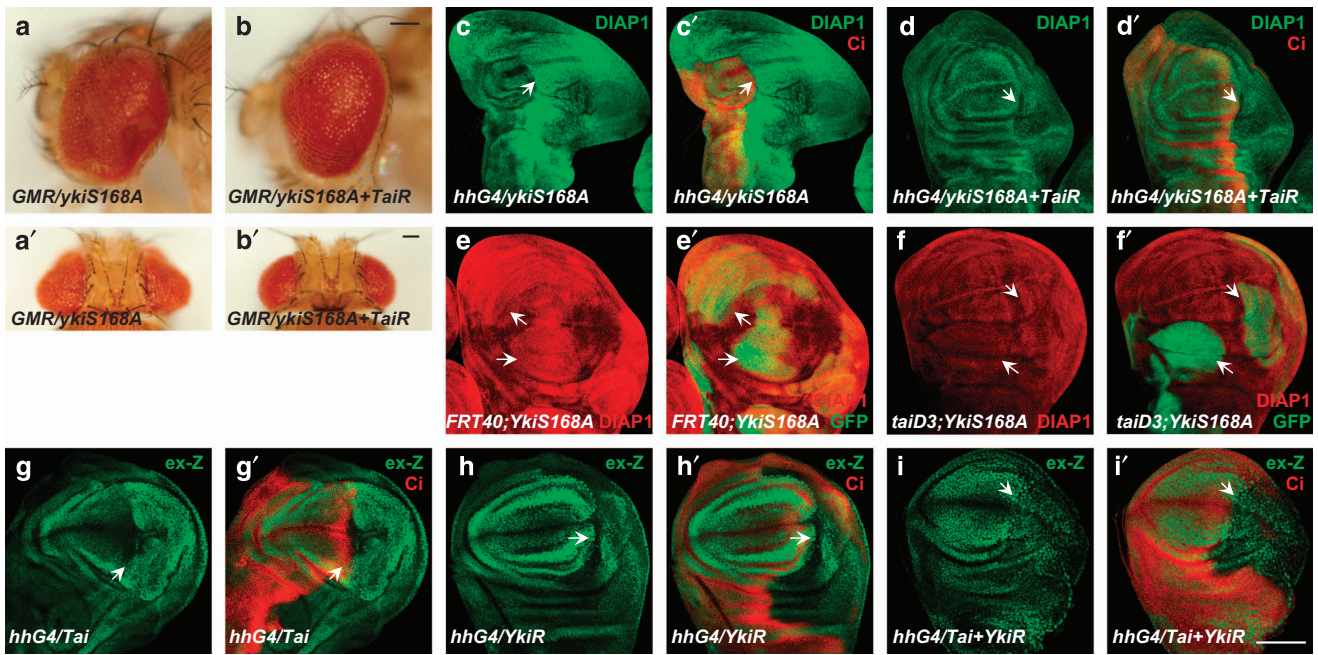 a
GMR/ykiS168A
b
GMR/ykiS168A+TaiR
c
DIAP1
hhG4/ykiS168A
c′
DIAP1
Ci
hhG4/ykiS168A
d
DIAP1
hhG4/ykiS168A+TaiR
d′
DIAP1
Ci
hhG4/ykiS168A+TaiR
a′
GMR/ykiS168A
b′
GMR/ykiS168A+TaiR
e
FRT40;YkiS168A DIAP1
e′
DIAP1
FRT40;YkiS168A GFP
f
taiD3;YkiS168A DIAP1
f′
DIAP1
taiD3;YkiS168A GFP
g
ex-Z
hhG4/Tai
g′
ex-Z
Ci
hhG4/Tai
h
ex-Z
hhG4/YkiR
h′
ex-Z
Ci
hhG4/YkiR
i
ex-Z
hhG4/Tai+YkiR
i′
ex-Z
Ci
hhG4/Tai+YkiR